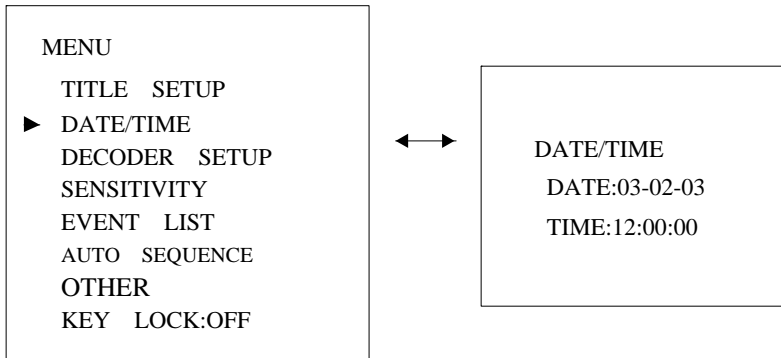 MENU
TITLE SETUP
DATE/TIME
DECODER SETUP
SENSITIVITY
EVENT LIST
AUTO SEQUENCE
OTHER
KEY LOCK:OFF
DATE/TIME
DATE:03-02-03
TIME:12:00:00